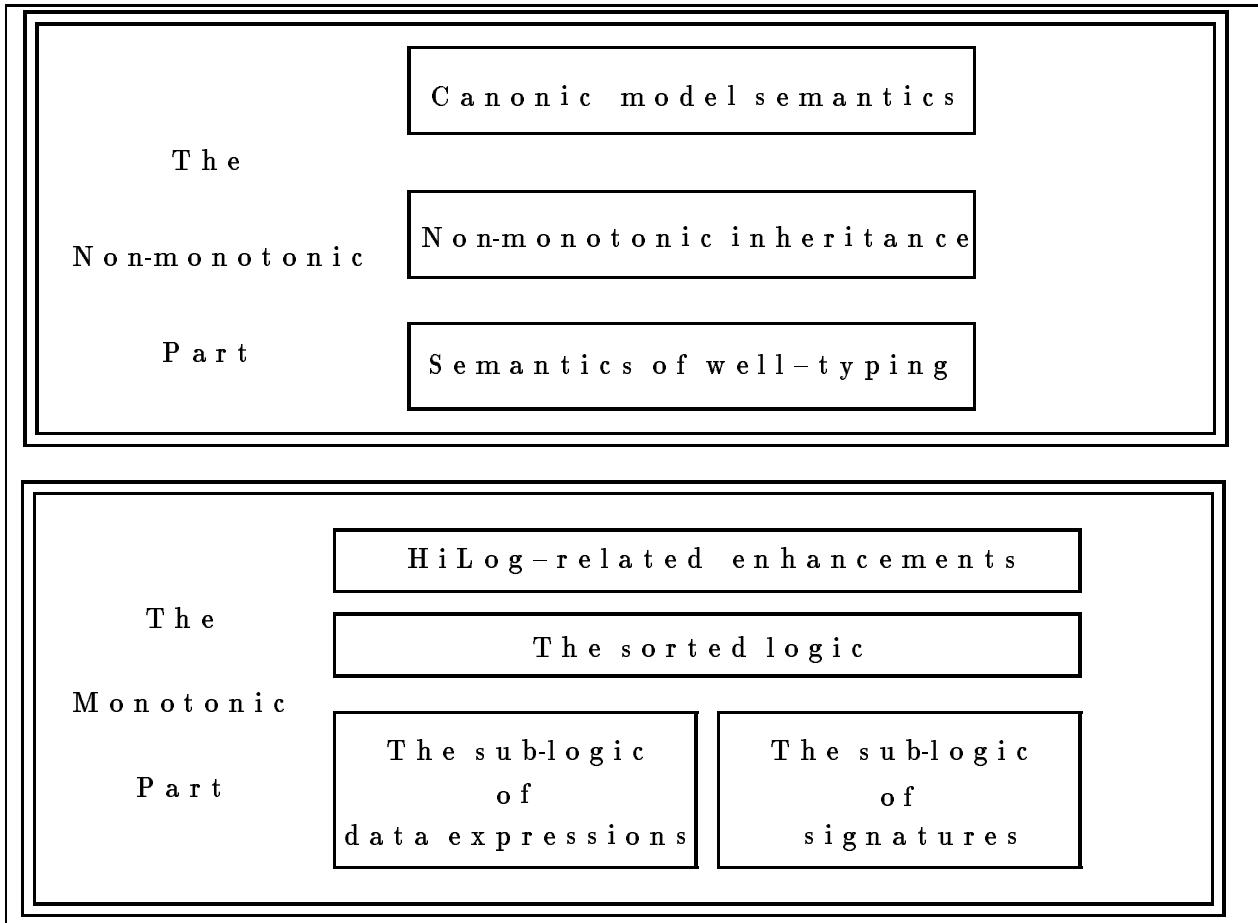 Canonic model semantics
The
Non-monotonic inheritance
Non-monotonic
Part
Semantics of well–typing
HiLog–related enhancements
The
The sorted logic
Monotonic
Part
The sub-logic
of
data expressions
The sub-logic
of
signatures